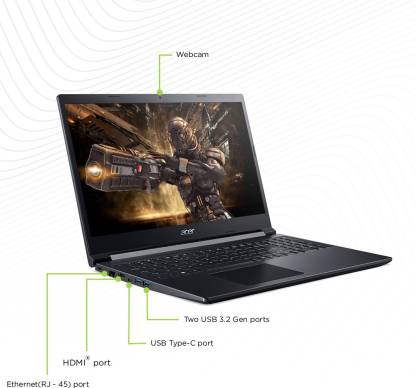 Webcam
acer
Two USB 3.2 Gen ports
USB Type-C port
HDMI® port
Ethernet(RJ - 45) port